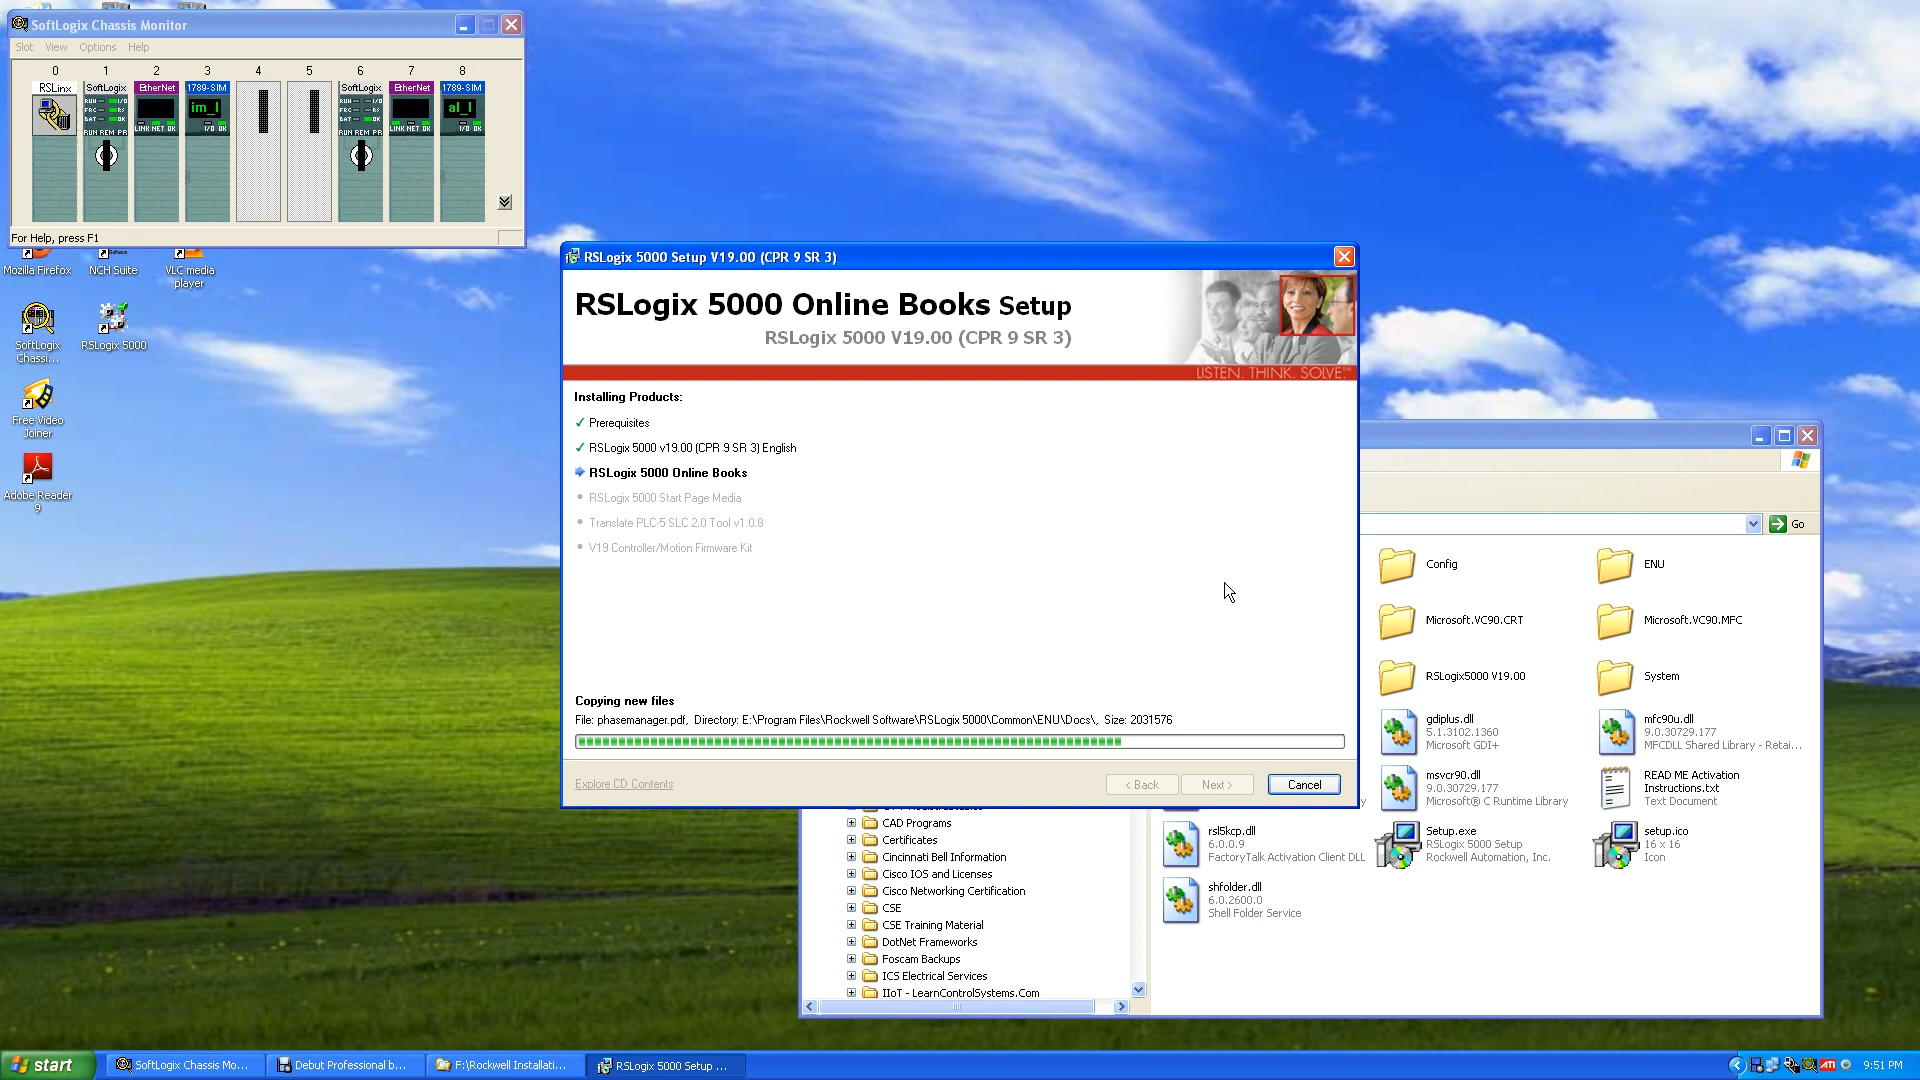 SoftLogix Chassis Monitor
Slot View Options Help
0 1 2 3 4 5 6 7 8
RSLinx SoftLogix EtherNet 1789-SIM SoftLogix EtherNet 1789-SIM
RUN I/O RUN I/O
FRC RS im_l FRC RS al_l
BAT OK BAT OK
LINK NET OK I/O OK LINK NET OK I/O OK
RUN REM PR RUN REM PR
For Help, press F1
Mozilla Firefox
NCH Suite
VLC media
player
SoftLogix
Chassi...
RSLogix 5000
Free Video
Joiner
Adobe Reader
9
RSLogix 5000 Setup V19.00 (CPR 9 SR 3)
RSLogix 5000 Online Books Setup
RSLogix 5000 V19.00 (CPR 9 SR 3)
LISTEN. THINK. SOLVE.℠
Installing Products:
Prerequisites
RSLogix 5000 v19.00 (CPR 9 SR 3) English
RSLogix 5000 Online Books
RSLogix 5000 Start Page Media
Translate PLC-5 SLC 2.0 Tool v1.0.8
V19 Controller/Motion Firmware Kit
Copying new files
File: phasemanager.pdf, Directory: E:\Program Files\Rockwell Software\RSLogix 5000\Common\ENU\Docs\, Size: 2031576
Explore CD Contents
< Back
Next >
Cancel
Go
Config
ENU
Microsoft.VC90.CRT
Microsoft.VC90.MFC
RSLogix5000 V19.00
System
gdiplus.dll
5.1.3102.1360
Microsoft GDI+
mfc90u.dll
9.0.30729.177
MFCDLL Shared Library - Retai...
msvcr90.dll
9.0.30729.177
Microsoft® C Runtime Library
READ ME Activation
Instructions.txt
Text Document
rsl5kcp.dll
6.0.0.9
FactoryTalk Activation Client DLL
Setup.exe
RSLogix 5000 Setup
Rockwell Automation, Inc.
setup.ico
16 x 16
Icon
shfolder.dll
6.0.2600.0
Shell Folder Service
CAD Programs
Certificates
Cincinnati Bell Information
Cisco IOS and Licenses
Cisco Networking Certification
CSE
CSE Training Material
DotNet Frameworks
Foscam Backups
ICS Electrical Services
IIoT - LearnControlSystems.Com
start
SoftLogix Chassis Mo...
Debut Professional b...
F:\Rockwell Installati...
RSLogix 5000 Setup ...
ATI
9:51 PM